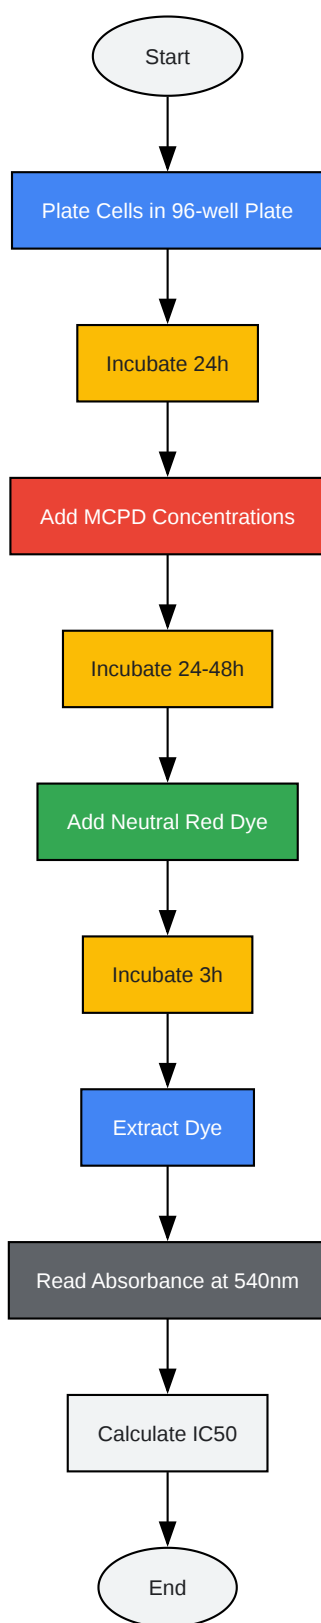 Start
Plate Cells in 96-well Plate
Incubate 24h
Add MCPD Concentrations
Incubate 24-48h
Add Neutral Red Dye
Incubate 3h
Extract Dye
Read Absorbance at 540nm
Calculate IC50
End